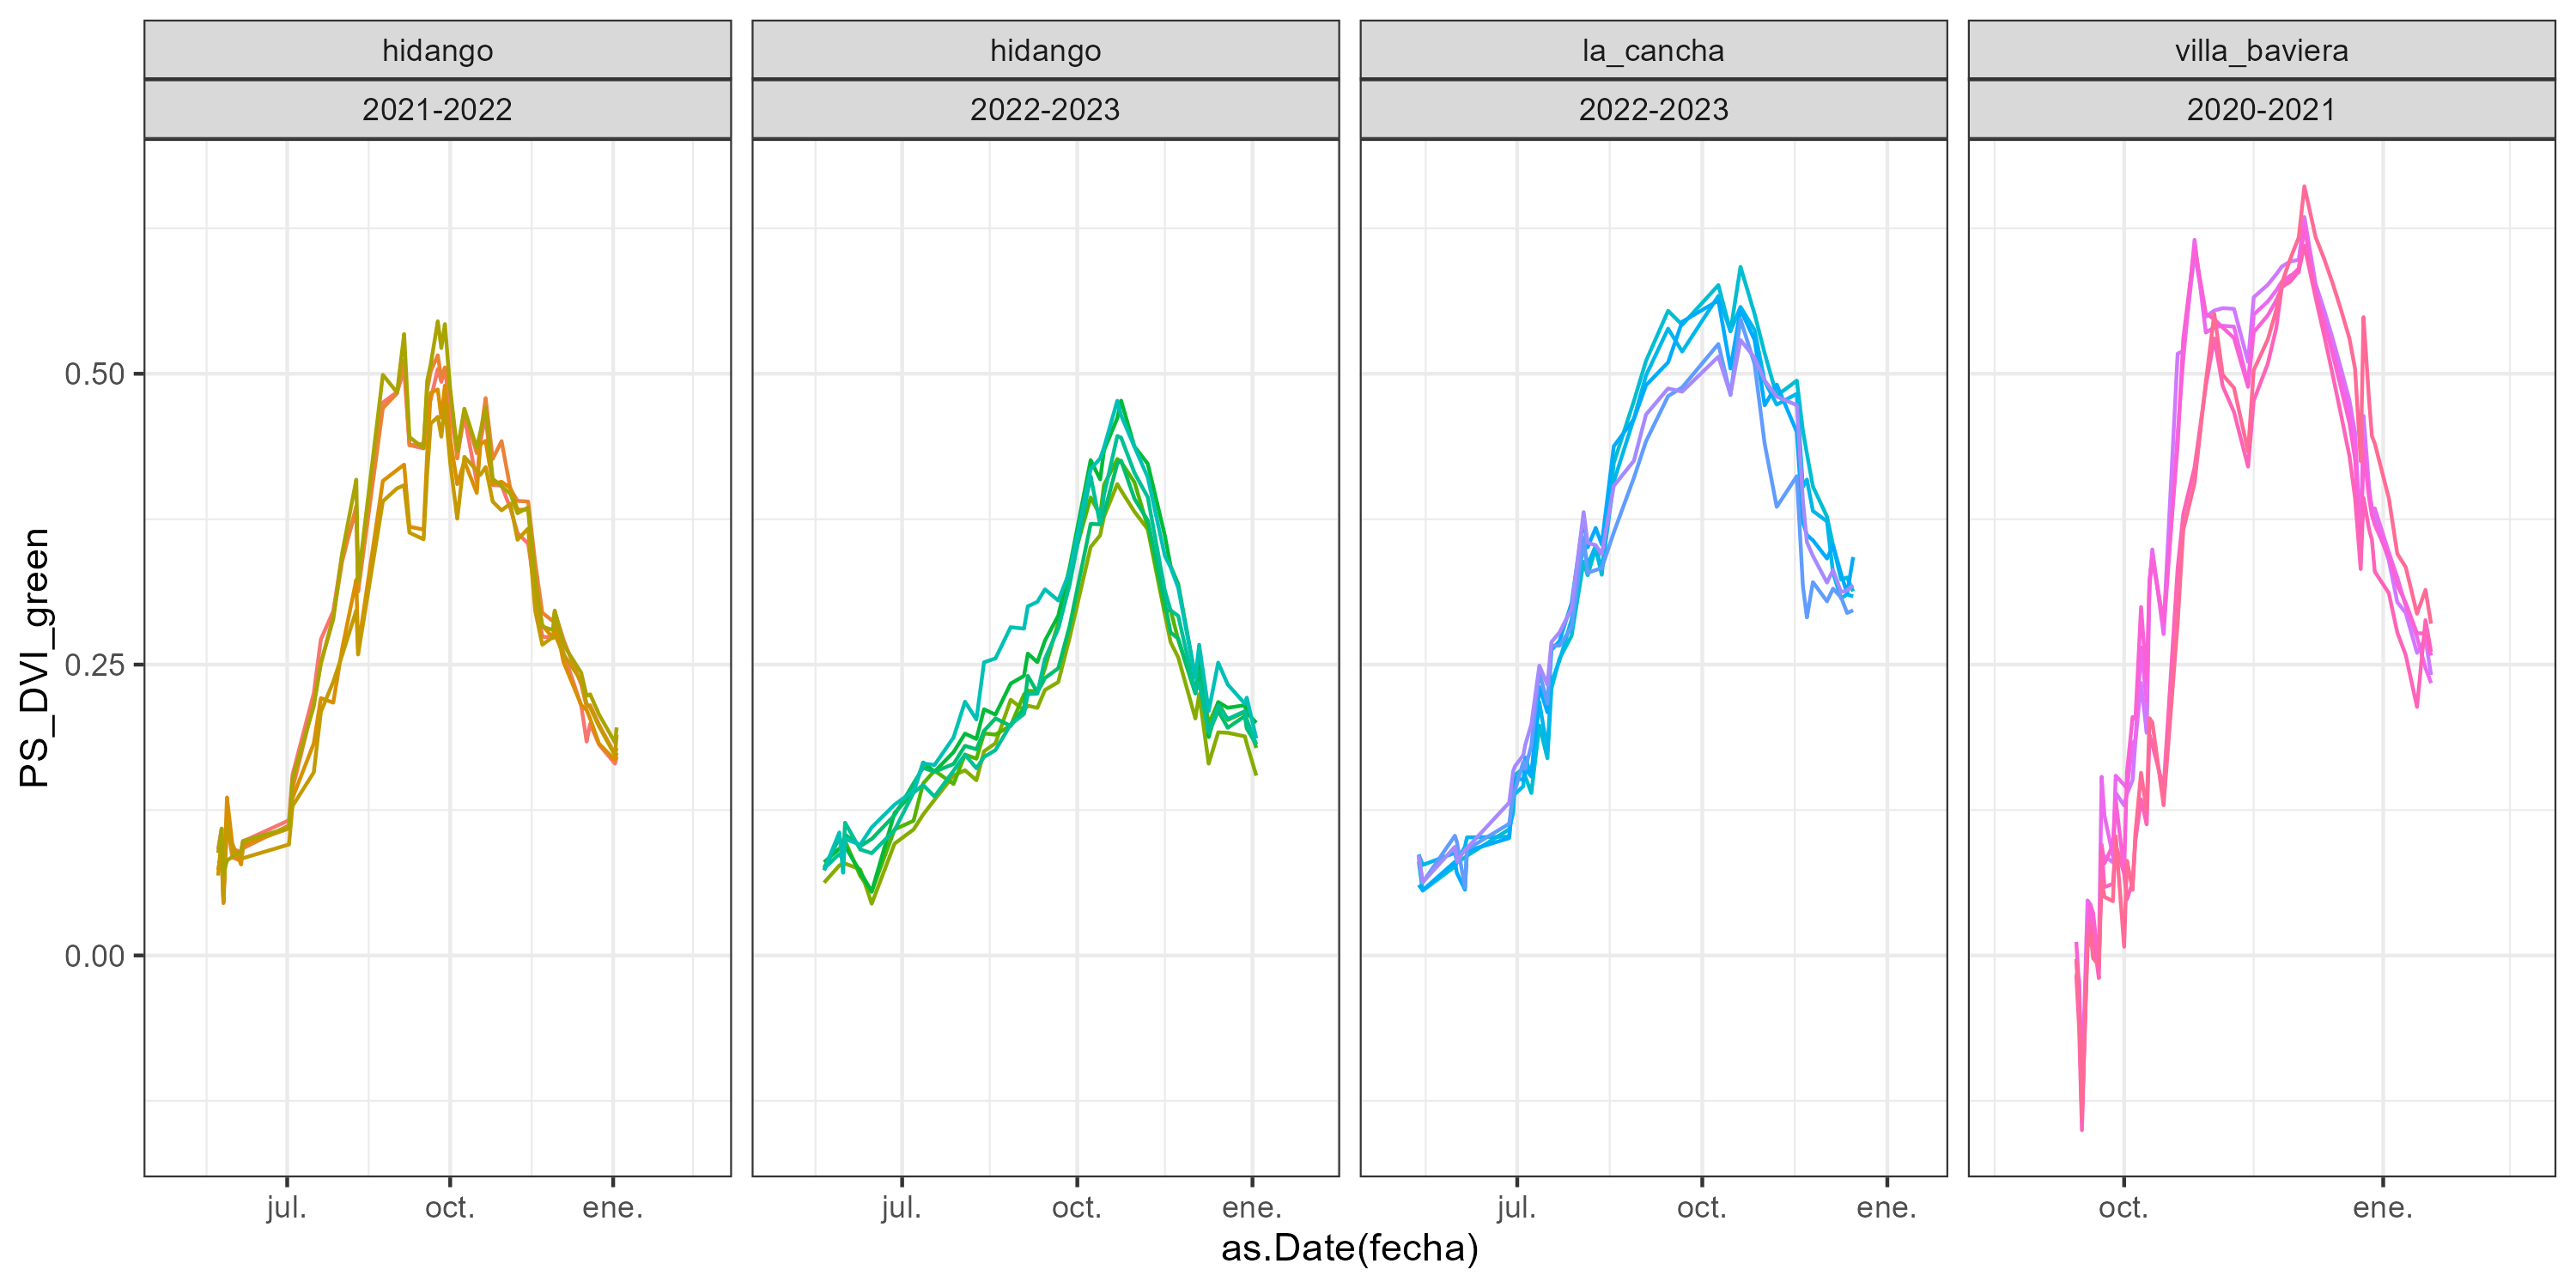 hidango
hidango
la_cancha
villa_baviera
2021-2022
2022-2023
2022-2023
2020-2021
PS_DVI_green
0.50
0.25
0.00
jul.
oct.
ene.
jul.
oct.
ene.
jul.
oct.
ene.
oct.
ene.
as.Date(fecha)